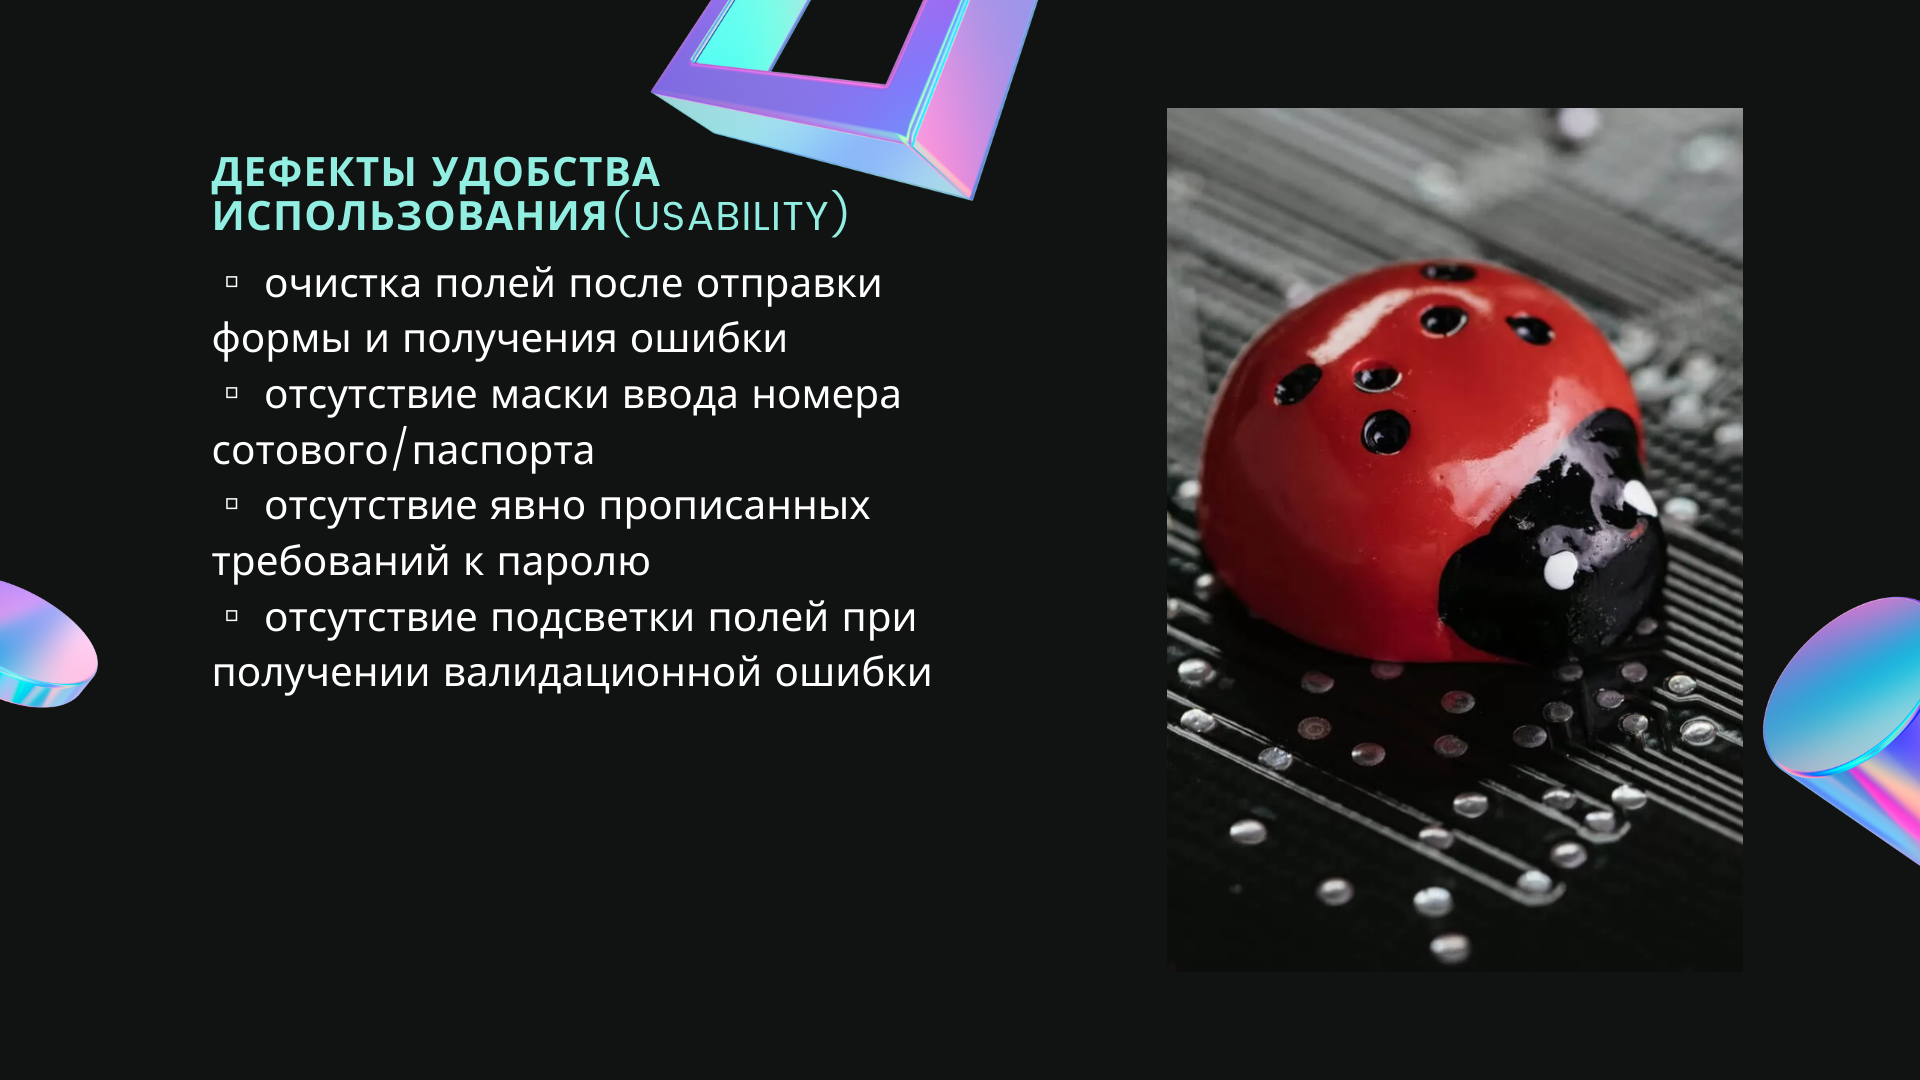 ДЕФЕКТЫ УДОБСТВА
ИСПОЛЬЗОВАНИЯ(USABILITY)
▫ очистка полей после отправки
формы и получения ошибки
▫ отсутствие маски ввода номера
сотового/паспорта
▫ отсутствие явно прописанных
требований к паролю
▫ отсутствие подсветки полей при
получении валидационной ошибки